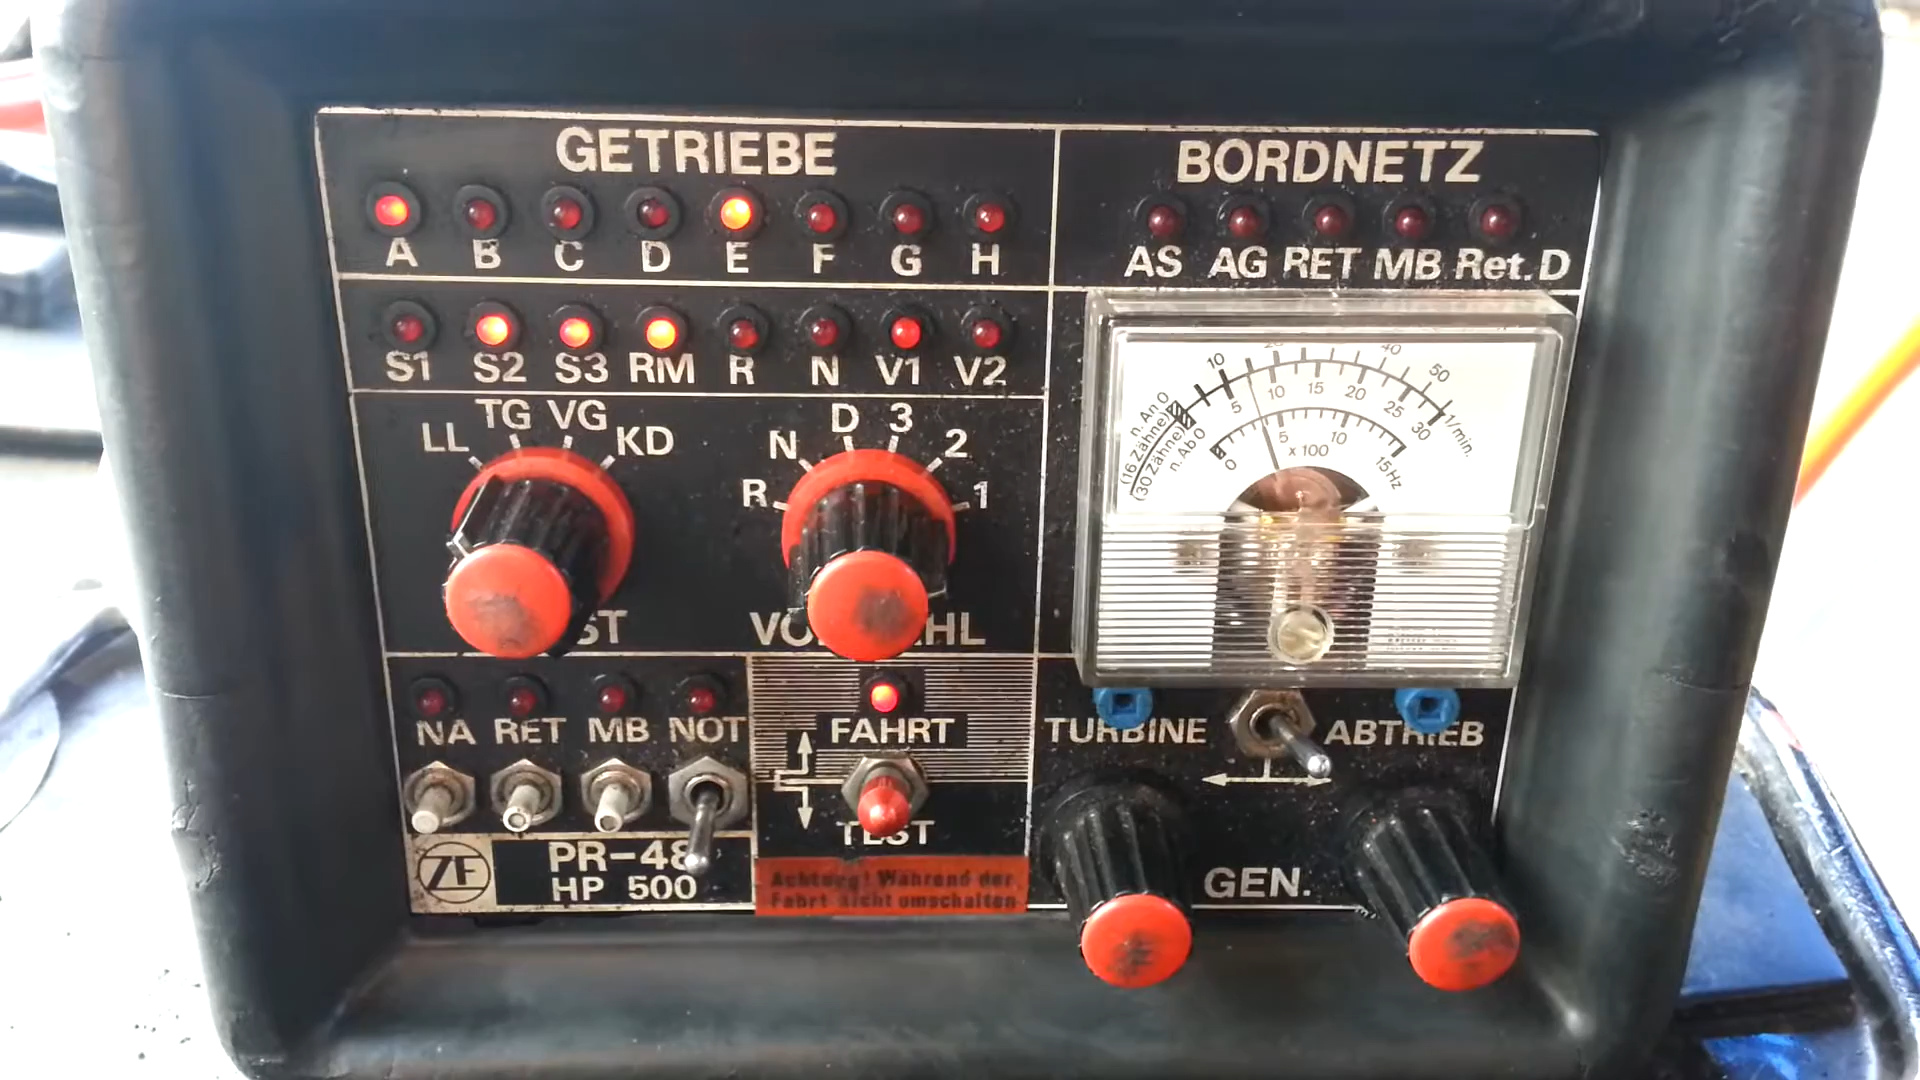 GETRIEBE
BORDNETZ
A B C D E F G H
AS AG RET MB Ret. D
S1 S2 S3 RM R N V1 V2
LL TG VG KD
R N D 3 2 1
10 20 40 50 1/min.
5 10 15 20 25 30
0 5 10 15 Hz
x 100
n. An 0
(16 Zähne)
(30 Zähne)
n. Ab 0
NA RET MB NOT
FAHRT
TEST
TURBINE
ABTRIEB
GEN.
ZF
PR-48
HP 500
Achtung! Während der
Fahrt nicht umschalten